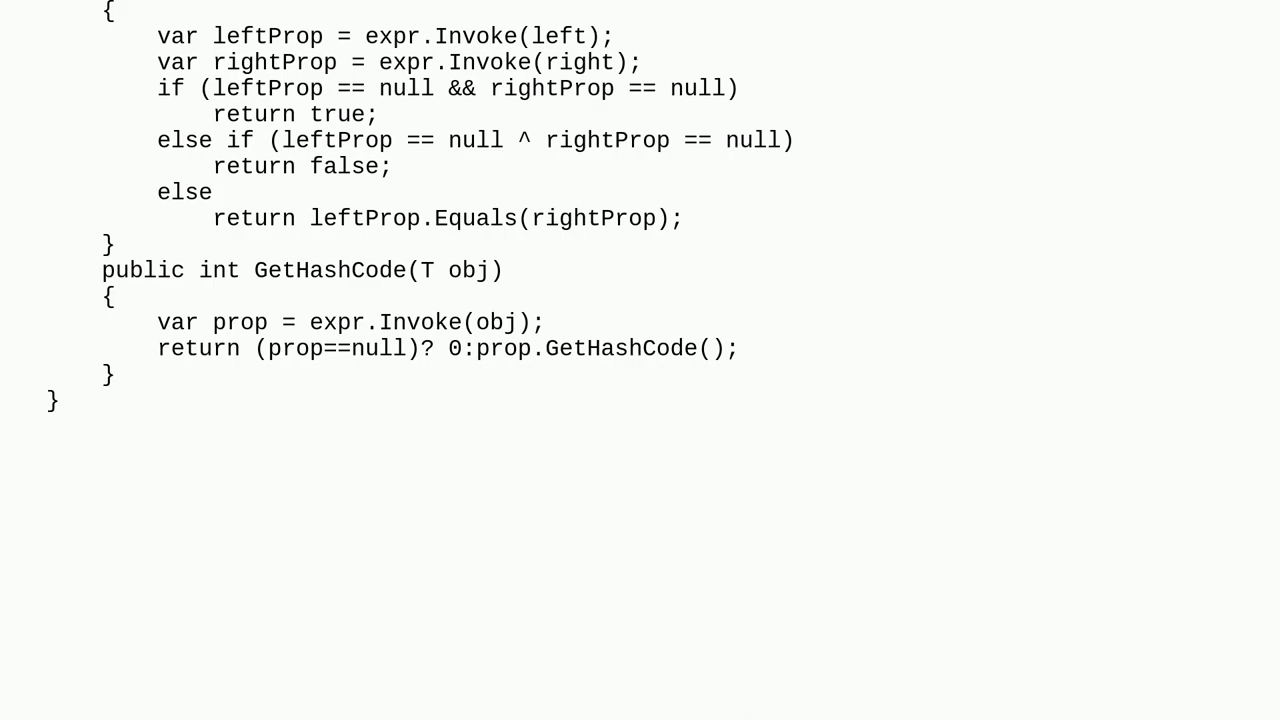 {
var leftProp = expr.Invoke(left);
var rightProp = expr.Invoke(right);
if (leftProp == null && rightProp == null)
return true;
else if (leftProp == null ^ rightProp == null)
return false;
else
return leftProp.Equals(rightProp);
}
public int GetHashCode(T obj)
{
var prop = expr.Invoke(obj);
return (prop==null)? 0:prop.GetHashCode();
}
}